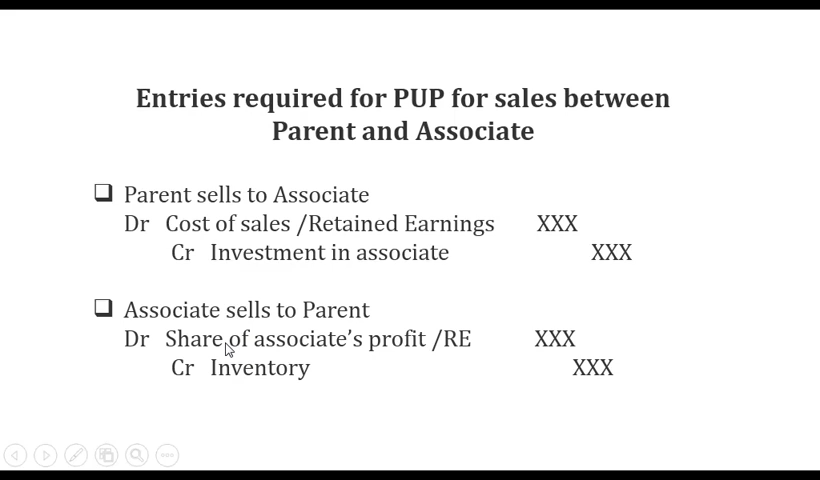 Entries required for PUP for sales between
Parent and Associate
Parent sells to Associate
Dr Cost of sales /Retained Earnings XXX
Cr Investment in associate XXX
Associate sells to Parent
Dr Share of associate's profit /RE XXX
Cr Inventory XXX